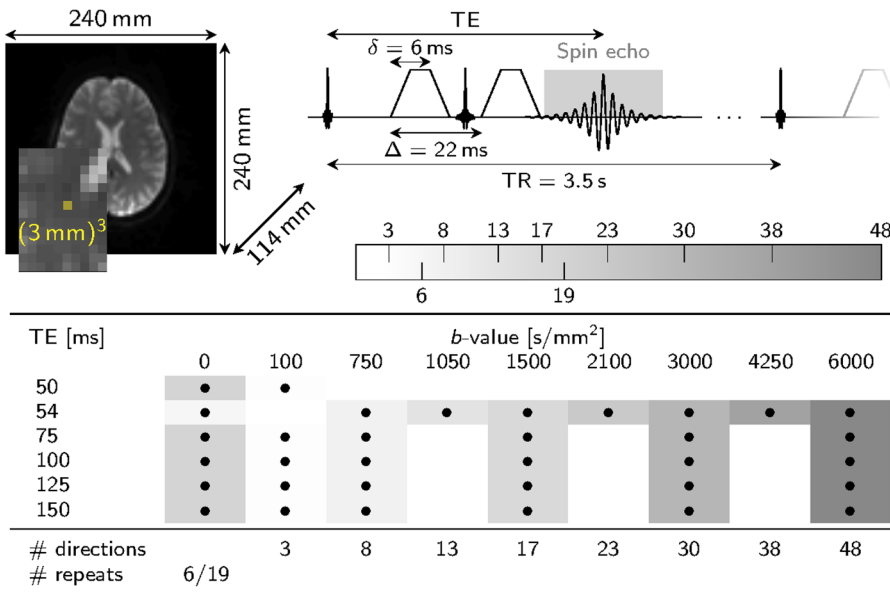 240 mm
240 mm
114 mm
(3 mm)³
TE
δ = 6 ms
Spin echo
Δ = 22 ms
TR = 3.5 s
3 8 13 17 23 30 38 48
6 19
TE [ms] b-value [s/mm²]
0 100 750 1050 1500 2100 3000 4250 6000
50
54
75
100
125
150
# directions 3 8 13 17 23 30 38 48
# repeats 6/19